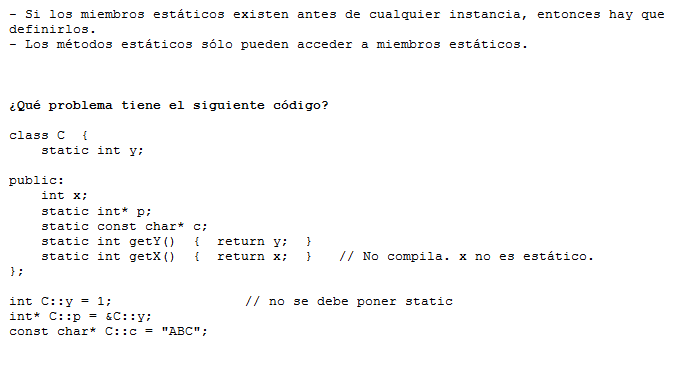 - Si los miembros estáticos existen antes de cualquier instancia, entonces hay que
definirlos.
- Los métodos estáticos sólo pueden acceder a miembros estáticos.
¿Qué problema tiene el siguiente código?
class C  {
    static int y;
public:
    int x;
    static int* p;
    static const char* c;
    static int getY()  {  return y;  }
    static int getX()  {  return x;  }   // No compila. x no es estático.
};
int C::y = 1;                // no se debe poner static
int* C::p = &C::y;
const char* C::c = "ABC";